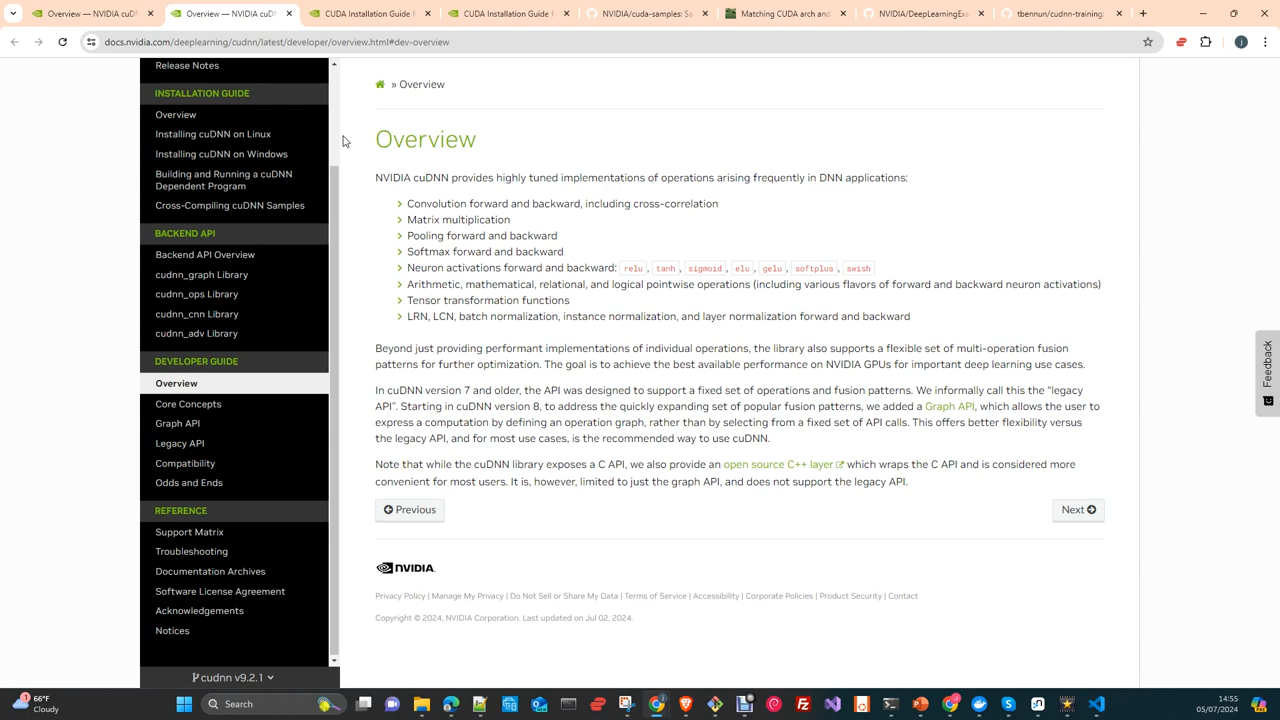 Overview — NVIDIA cuDN
Overview — NVIDIA cuDN
CUDA Installation Guide f
CUDA Installation Guide f
NVIDIA/cuda-samples: Sa
Matching CUDA arch and
NVIDIA/DeepLearningExa
tbennun/cudnn-training:
docs.nvidia.com/deeplearning/cudnn/latest/developer/overview.html#dev-overview
Release Notes
INSTALLATION GUIDE
Overview
Installing cuDNN on Linux
Installing cuDNN on Windows
Building and Running a cuDNN
Dependent Program
Cross-Compiling cuDNN Samples
BACKEND API
Backend API Overview
cudnn_graph Library
cudnn_ops Library
cudnn_cnn Library
cudnn_adv Library
DEVELOPER GUIDE
Overview
Core Concepts
Graph API
Legacy API
Compatibility
Odds and Ends
REFERENCE
Support Matrix
Troubleshooting
Documentation Archives
Software License Agreement
Acknowledgements
Notices
cudnn v9.2.1
» Overview
Overview
NVIDIA cuDNN provides highly tuned implementations of operations arising frequently in DNN applications:
Convolution forward and backward, including cross-correlation
Matrix multiplication
Pooling forward and backward
Softmax forward and backward
Neuron activations forward and backward: relu, tanh, sigmoid, elu, gelu, softplus, swish
Arithmetic, mathematical, relational, and logical pointwise operations (including various flavors of forward and backward neuron activations)
Tensor transformation functions
LRN, LCN, batch normalization, instance normalization, and layer normalization forward and backward
Beyond just providing performant implementations of individual operations, the library also supports a flexible set of multi-operation fusion
patterns for further optimization. The goal is to achieve the best available performance on NVIDIA GPUs for important deep learning use cases.
In cuDNN version 7 and older, the API was designed to support a fixed set of operations and fusion patterns. We informally call this the “legacy
API”. Starting in cuDNN version 8, to address the quickly expanding set of popular fusion patterns, we added a Graph API, which allows the user to
express a computation by defining an operation graph, rather than by selecting from a fixed set of API calls. This offers better flexibility versus
the legacy API, and for most use cases, is the recommended way to use cuDNN.
Note that while the cuDNN library exposes a C API, we also provide an open source C++ layer which wraps the C API and is considered more
convenient for most users. It is, however, limited to just the graph API, and does not support the legacy API.
Previous
Next
NVIDIA.
Privacy Policy | Manage My Privacy | Do Not Sell or Share My Data | Terms of Service | Accessibility | Corporate Policies | Product Security | Contact
Copyright © 2024, NVIDIA Corporation. Last updated on Jul 02, 2024.
Feedback
66°F
Cloudy
Search
14:55
05/07/2024